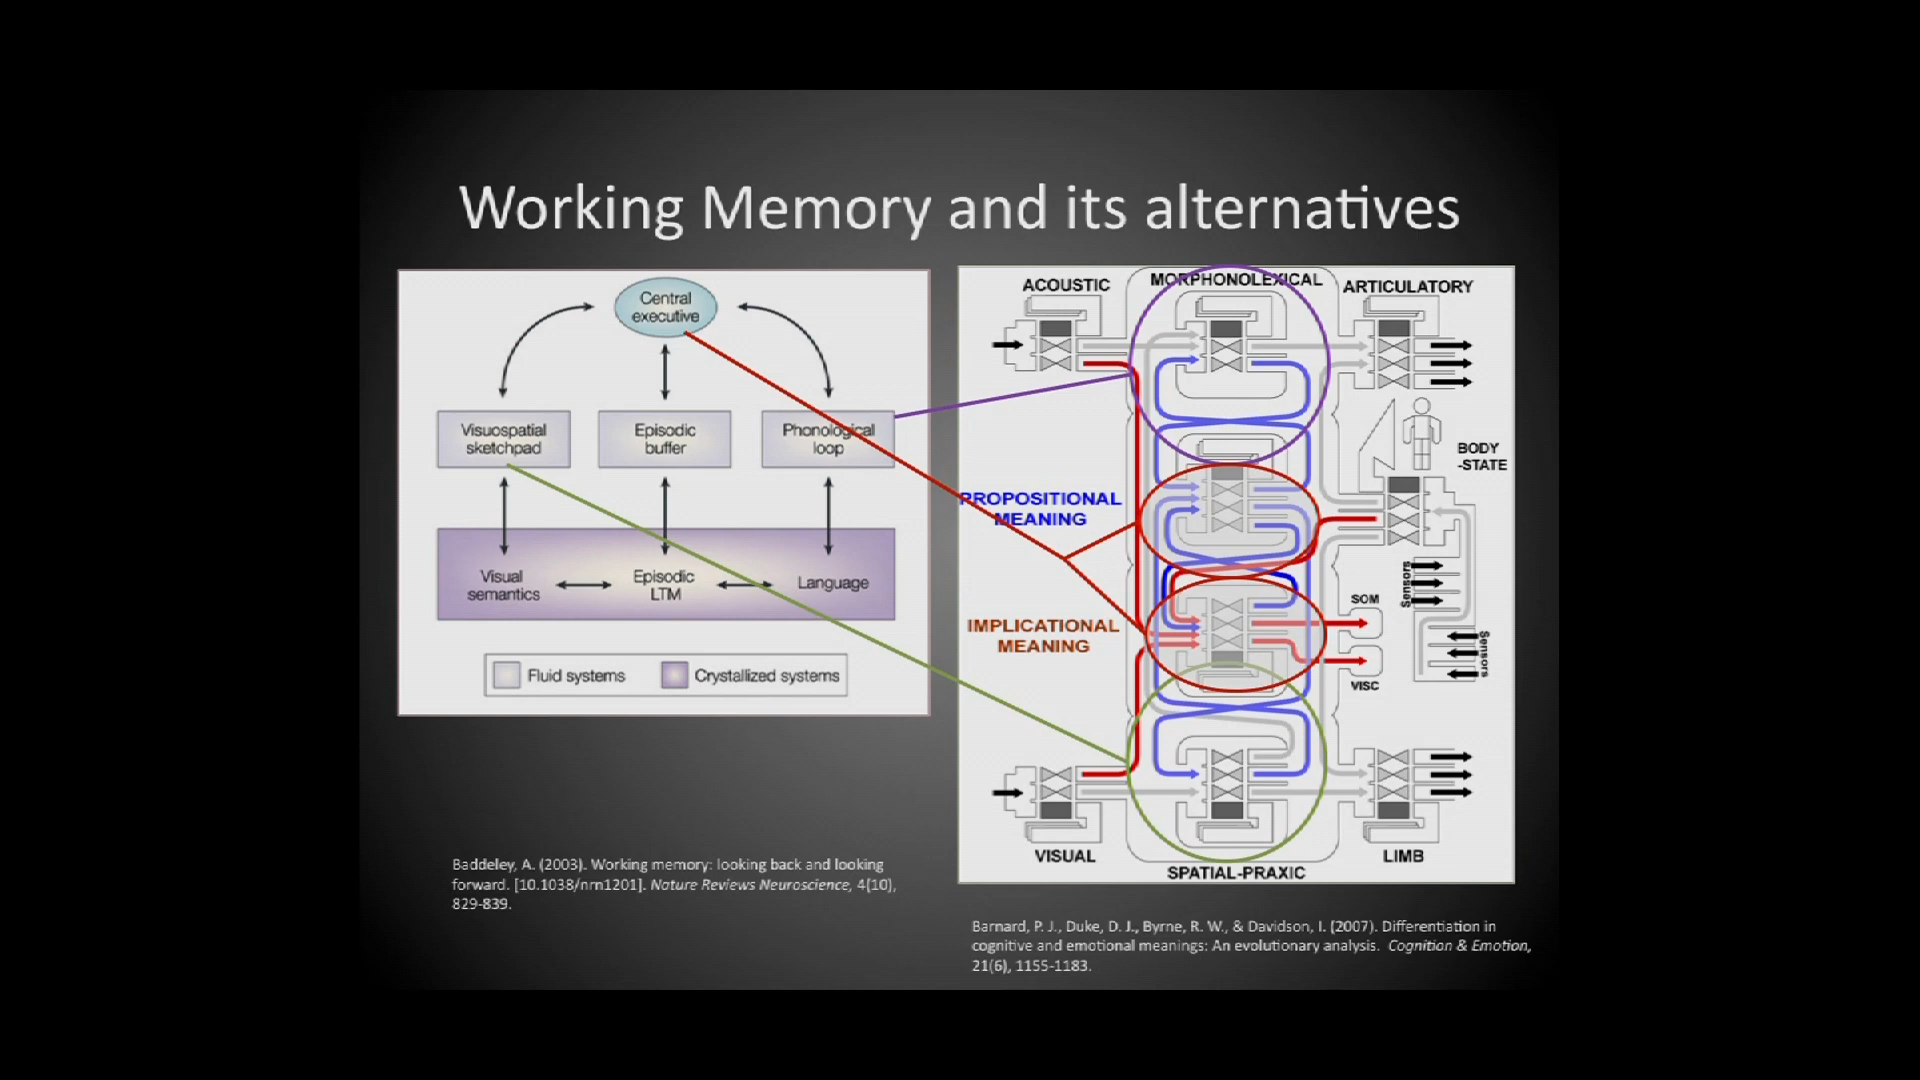 Working Memory and its alternatives
Central
executive
Visuospatial
sketchpad
Episodic
buffer
Phonological
loop
Visual
semantics
Episodic
LTM
Language
Fluid systems
Crystallized systems
Baddeley, A. (2003). Working memory: looking back and looking
forward. [10.1038/nrn1201]. Nature Reviews Neuroscience, 4(10),
829-839.
ACOUSTIC
MORPHONOLEXICAL
ARTICULATORY
BODY
-STATE
PROPOSITIONAL
MEANING
Sensors
SOM
IMPLICATIONAL
MEANING
Sensors
VISC
VISUAL
LIMB
SPATIAL-PRAXIC
Barnard, P. J., Duke, D. J., Byrne, R. W., & Davidson, I. (2007). Differentiation in
cognitive and emotional meanings: An evolutionary analysis. Cognition & Emotion,
21(6), 1155-1183.